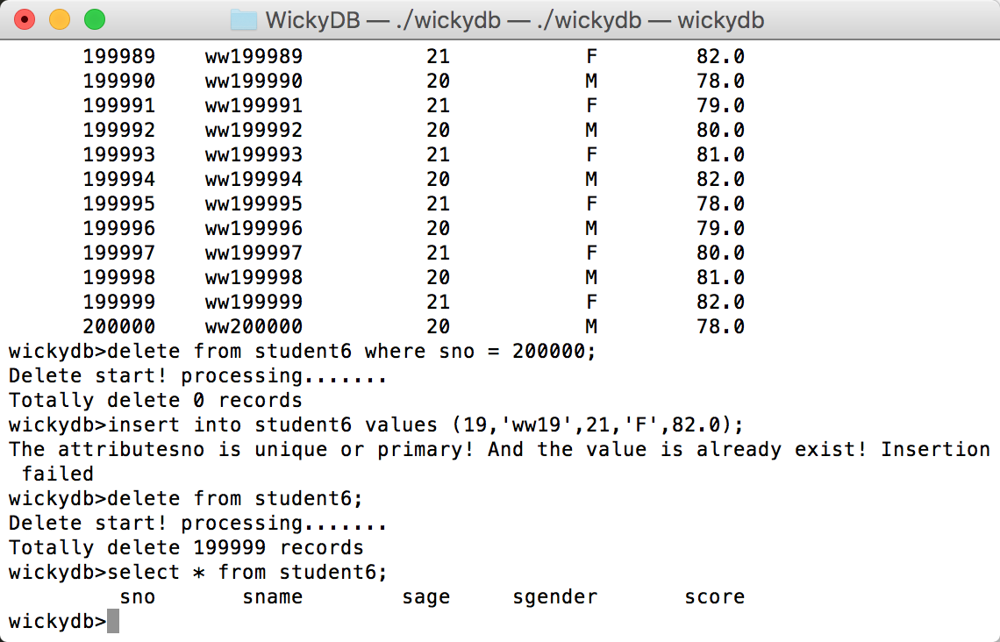 WickyDB — ./wickydb — ./wickydb — wickydb
199989 ww199989 21 F 82.0
199990 ww199990 20 M 78.0
199991 ww199991 21 F 79.0
199992 ww199992 20 M 80.0
199993 ww199993 21 F 81.0
199994 ww199994 20 M 82.0
199995 ww199995 21 F 78.0
199996 ww199996 20 M 79.0
199997 ww199997 21 F 80.0
199998 ww199998 20 M 81.0
199999 ww199999 21 F 82.0
200000 ww200000 20 M 78.0
wickydb>delete from student6 where sno = 200000;
Delete start! processing.......
Totally delete 0 records
wickydb>insert into student6 values (19,'ww19',21,'F',82.0);
The attributesno is unique or primary! And the value is already exist! Insertion
failed
wickydb>delete from student6;
Delete start! processing.......
Totally delete 199999 records
wickydb>select * from student6;
sno sname sage sgender score
wickydb>